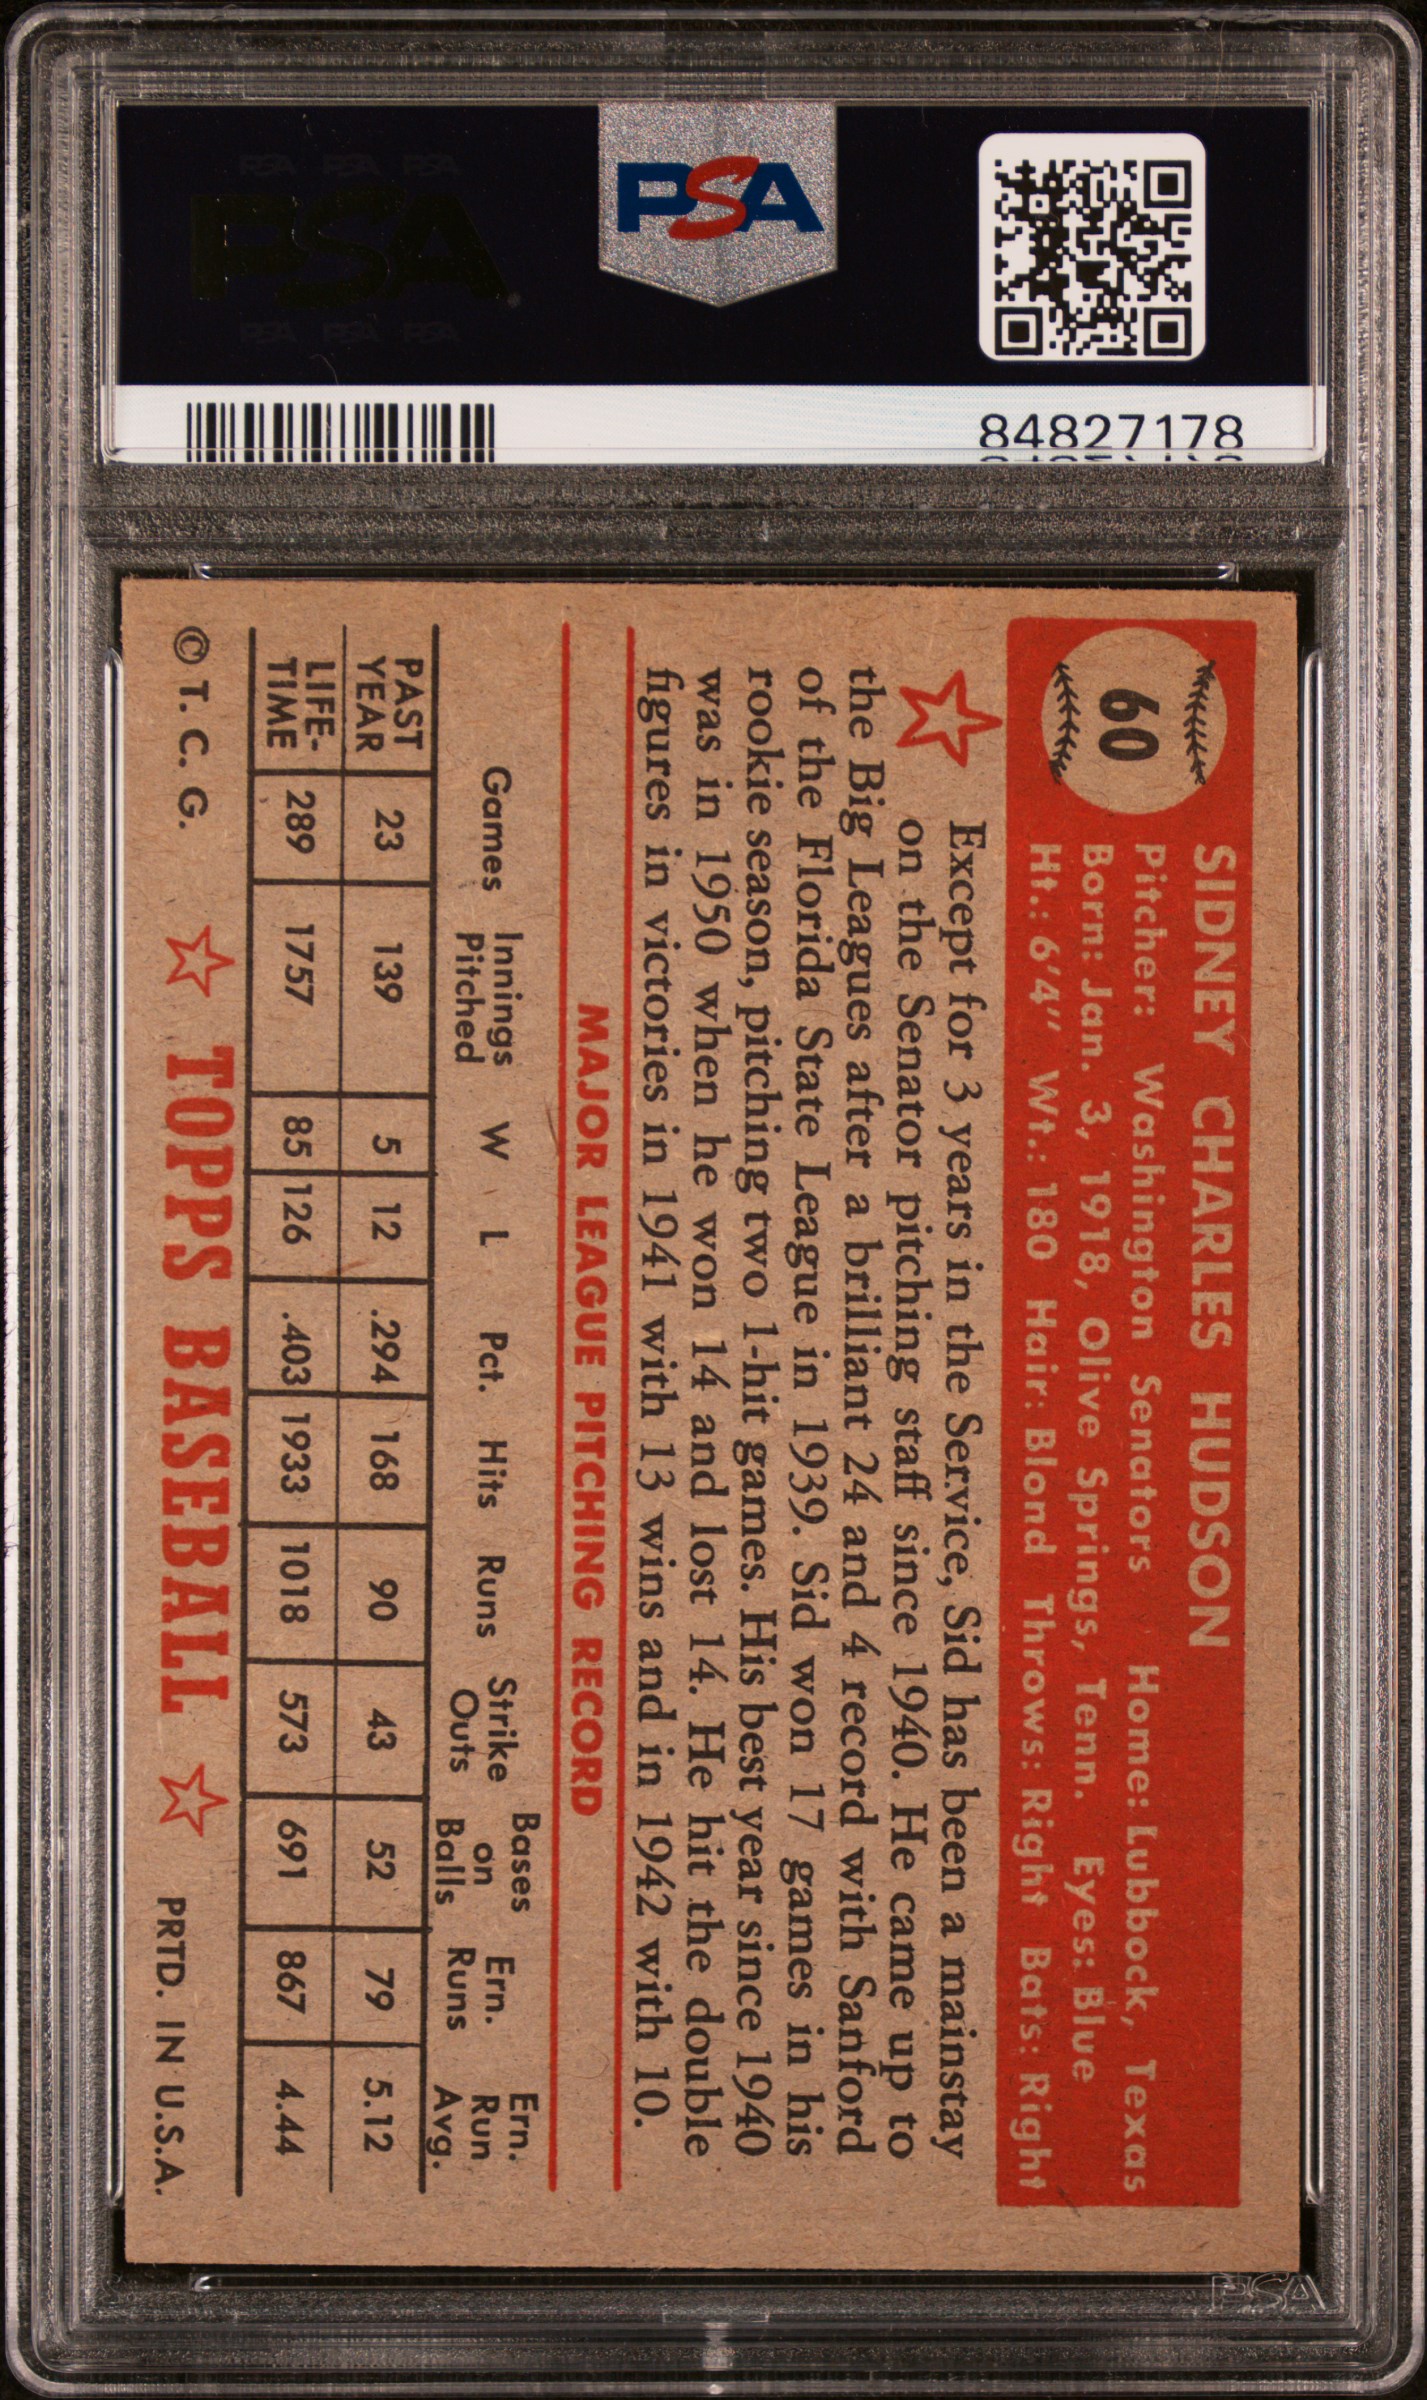 PSA PSA PSA
PSA
PSA PSA PSA
PSA
84827178
60
SIDNEY CHARLES HUDSON
Pitcher: Washington Senators Home: Lubbock, Texas
Born: Jan. 3, 1918, Olive Springs, Tenn. Eyes: Blue
Ht.: 6'4" Wt.: 180 Hair: Blond Throws: Right Bats: Right
Except for 3 years in the Service, Sid has been a mainstay
on the Senator pitching staff since 1940. He came up to
the Big Leagues after a brilliant 24 and 4 record with Sanford
of the Florida State League in 1939. Sid won 17 games in his
rookie season, pitching two 1-hit games. His best year since 1940
was in 1950 when he won 14 and lost 14. He hit the double
figures in victories in 1941 with 13 wins and in 1942 with 10.
MAJOR LEAGUE PITCHING RECORD
Games Innings Pitched W L Pct. Hits Runs Strike Outs Bases on Balls Ern. Runs Ern. Run Avg.
PAST YEAR 23 139 5 12 .294 168 90 43 52 79 5.12
LIFE-TIME 289 1757 85 126 .403 1933 1018 573 691 867 4.44
© T. C. G. TOPPS BASEBALL PRTD. IN U.S.A.
PSA